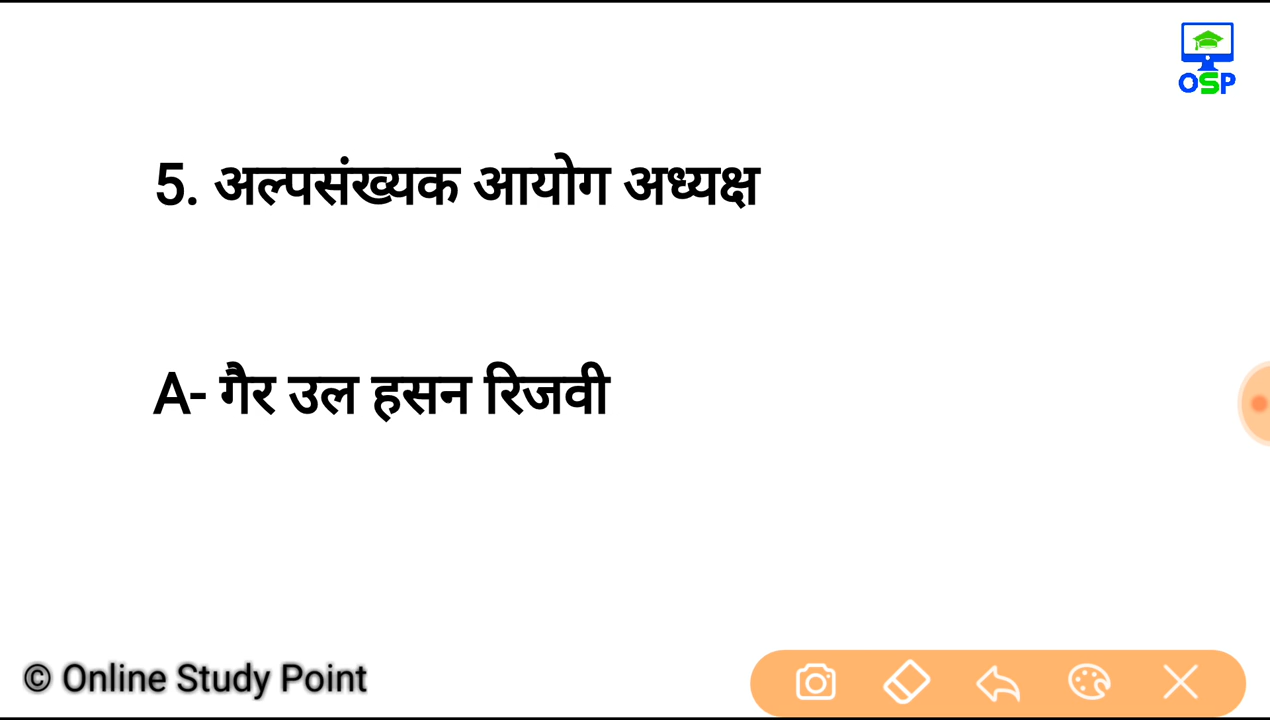 OSP
5. अल्पसंख्यक आयोग अध्यक्ष
A- गैर उल हसन रिजवी
© Online Study Point